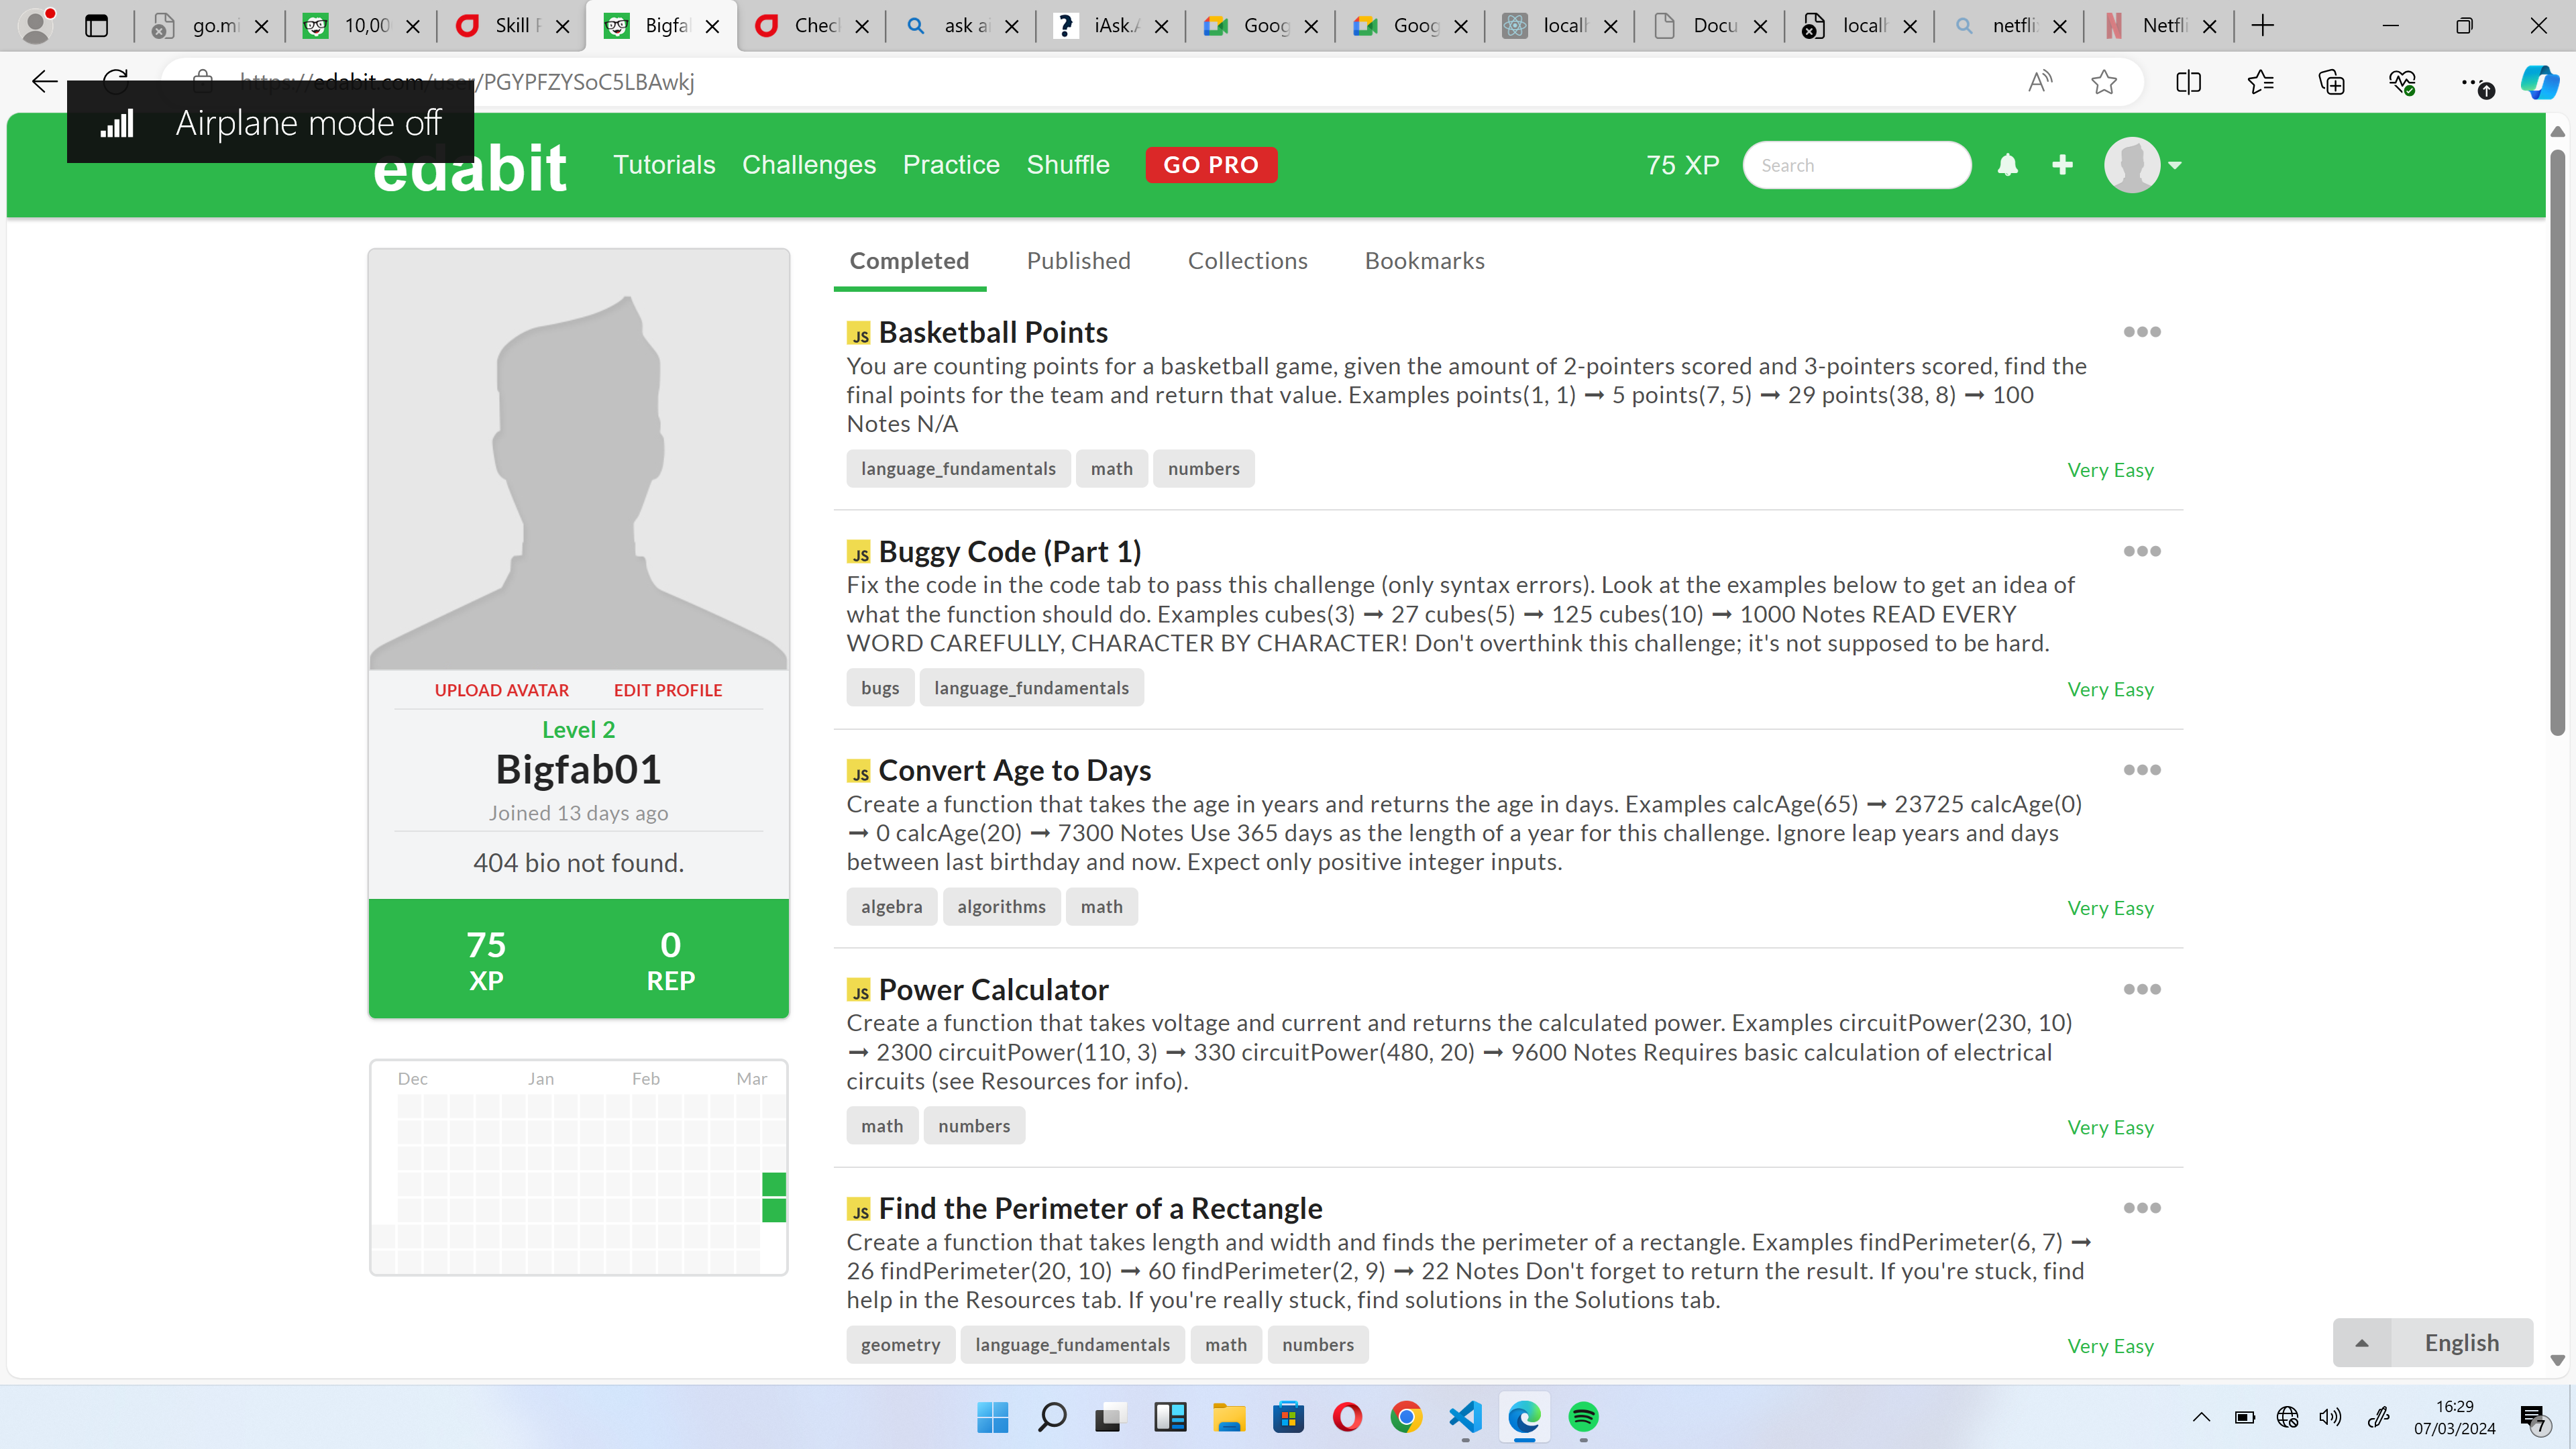 go.mi
10,00
Skill F
Bigfal
Chec
ask ai
iAsk.A
Goog
Goog
localh
Docu
localh
netfli
Netfli
https://edabit.com/user/PGYPFZYSoC5LBAwkj
Airplane mode off
edabit
Tutorials
Challenges
Practice
Shuffle
GO PRO
75 XP
Search
UPLOAD AVATAR
EDIT PROFILE
Level 2
Bigfab01
Joined 13 days ago
404 bio not found.
75
XP
0
REP
Dec Jan Feb Mar
Completed
Published
Collections
Bookmarks
JS Basketball Points
You are counting points for a basketball game, given the amount of 2-pointers scored and 3-pointers scored, find the
final points for the team and return that value. Examples points(1, 1) ➞ 5 points(7, 5) ➞ 29 points(38, 8) ➞ 100
Notes N/A
language_fundamentals math numbers
Very Easy
JS Buggy Code (Part 1)
Fix the code in the code tab to pass this challenge (only syntax errors). Look at the examples below to get an idea of
what the function should do. Examples cubes(3) ➞ 27 cubes(5) ➞ 125 cubes(10) ➞ 1000 Notes READ EVERY
WORD CAREFULLY, CHARACTER BY CHARACTER! Don't overthink this challenge; it's not supposed to be hard.
bugs language_fundamentals
Very Easy
JS Convert Age to Days
Create a function that takes the age in years and returns the age in days. Examples calcAge(65) ➞ 23725 calcAge(0)
➞ 0 calcAge(20) ➞ 7300 Notes Use 365 days as the length of a year for this challenge. Ignore leap years and days
between last birthday and now. Expect only positive integer inputs.
algebra algorithms math
Very Easy
JS Power Calculator
Create a function that takes voltage and current and returns the calculated power. Examples circuitPower(230, 10)
➞ 2300 circuitPower(110, 3) ➞ 330 circuitPower(480, 20) ➞ 9600 Notes Requires basic calculation of electrical
circuits (see Resources for info).
math numbers
Very Easy
JS Find the Perimeter of a Rectangle
Create a function that takes length and width and finds the perimeter of a rectangle. Examples findPerimeter(6, 7) ➞
26 findPerimeter(20, 10) ➞ 60 findPerimeter(2, 9) ➞ 22 Notes Don't forget to return the result. If you're stuck, find
help in the Resources tab. If you're really stuck, find solutions in the Solutions tab.
geometry language_fundamentals math numbers
Very Easy
English
16:29
07/03/2024
7